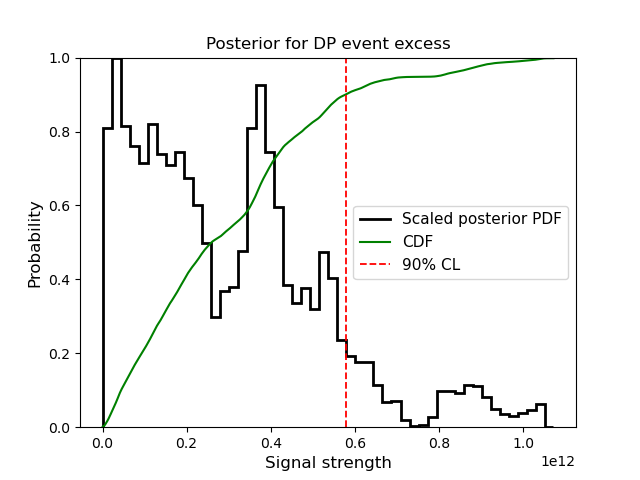 Posterior for DP event excess
1.0
0.8
0.6
0.4
0.2
0.0
Probability
Scaled posterior PDF
CDF
90% CL
0.0 0.2 0.4 0.6 0.8 1.0
1e12
Signal strength